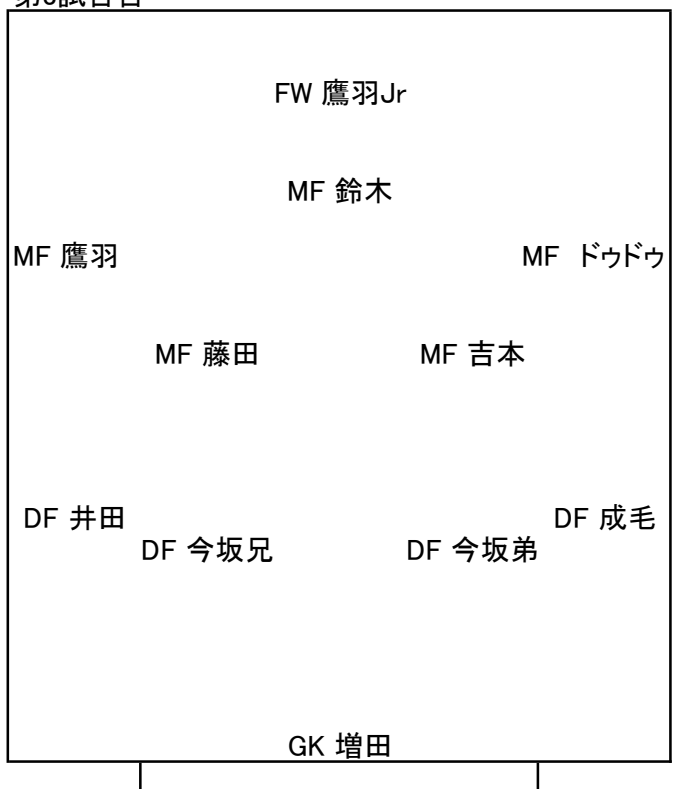 FW 鷹羽Jr
MF 鈴木
MF 鷹羽
MF ドゥドゥ
MF 藤田
MF 吉本
DF 井田
DF 成毛
DF 今坂兄
DF 今坂弟
GK 増田